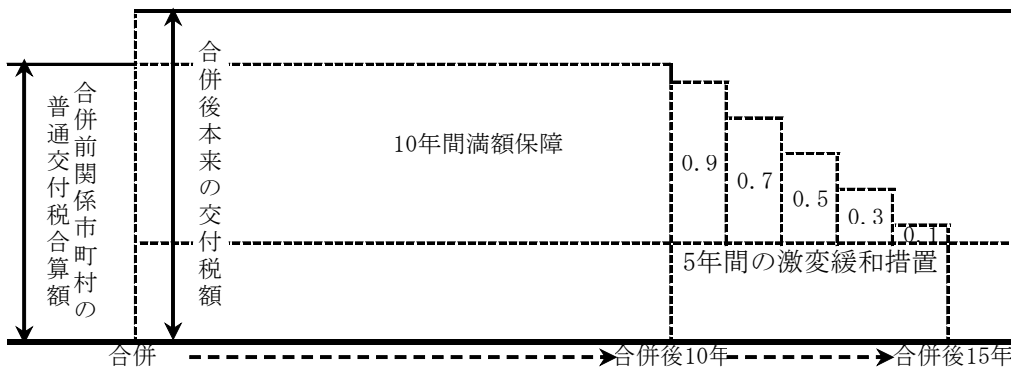 合併前関係市町村の
普通交付税合算額
合併後本来の交付税額
10年間満額保障
0.9
0.7
0.5
0.3
0.1
5年間の激変緩和措置
合併
合併後10年
合併後15年